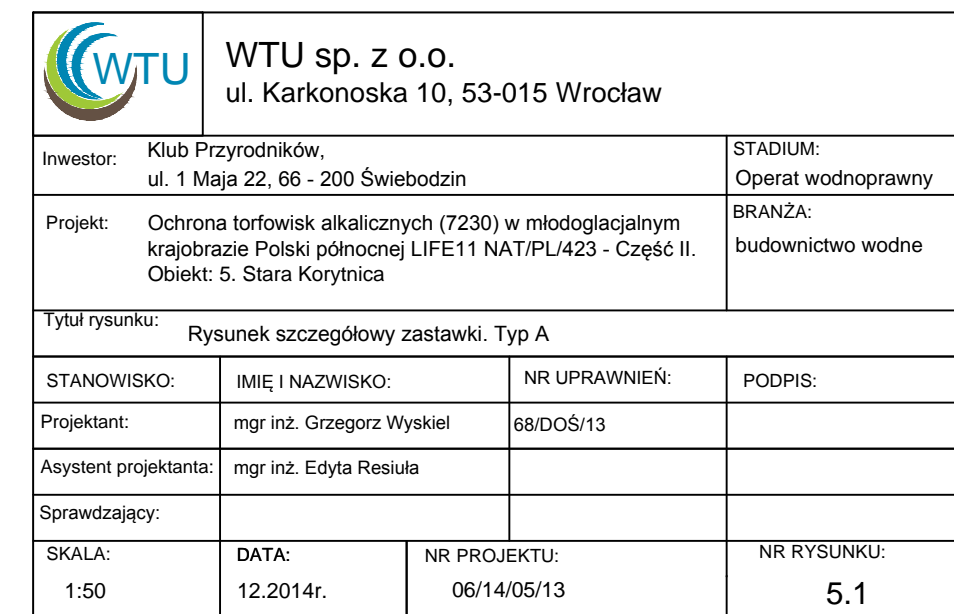 WTU
WTU sp. z o.o.
ul. Karkonoska 10, 53-015 Wrocław
Inwestor:
Klub Przyrodników,
ul. 1 Maja 22, 66 - 200 Świebodzin
STADIUM:
Operat wodnoprawny
Projekt:
Ochrona torfowisk alkalicznych (7230) w młodoglacjalnym
krajobrazie Polski północnej LIFE11 NAT/PL/423 - Część II.
Obiekt: 5. Stara Korytnica
BRANŻA:
budownictwo wodne
Tytuł rysunku:
Rysunek szczegółowy zastawki. Typ A
STANOWISKO: IMIĘ I NAZWISKO: NR UPRAWNIEŃ: PODPIS:
Projektant: mgr inż. Grzegorz Wyskiel 68/DOŚ/13
Asystent projektanta: mgr inż. Edyta Resiuła
Sprawdzający:
SKALA: DATA: NR PROJEKTU: NR RYSUNKU:
1:50 12.2014r. 06/14/05/13 5.1